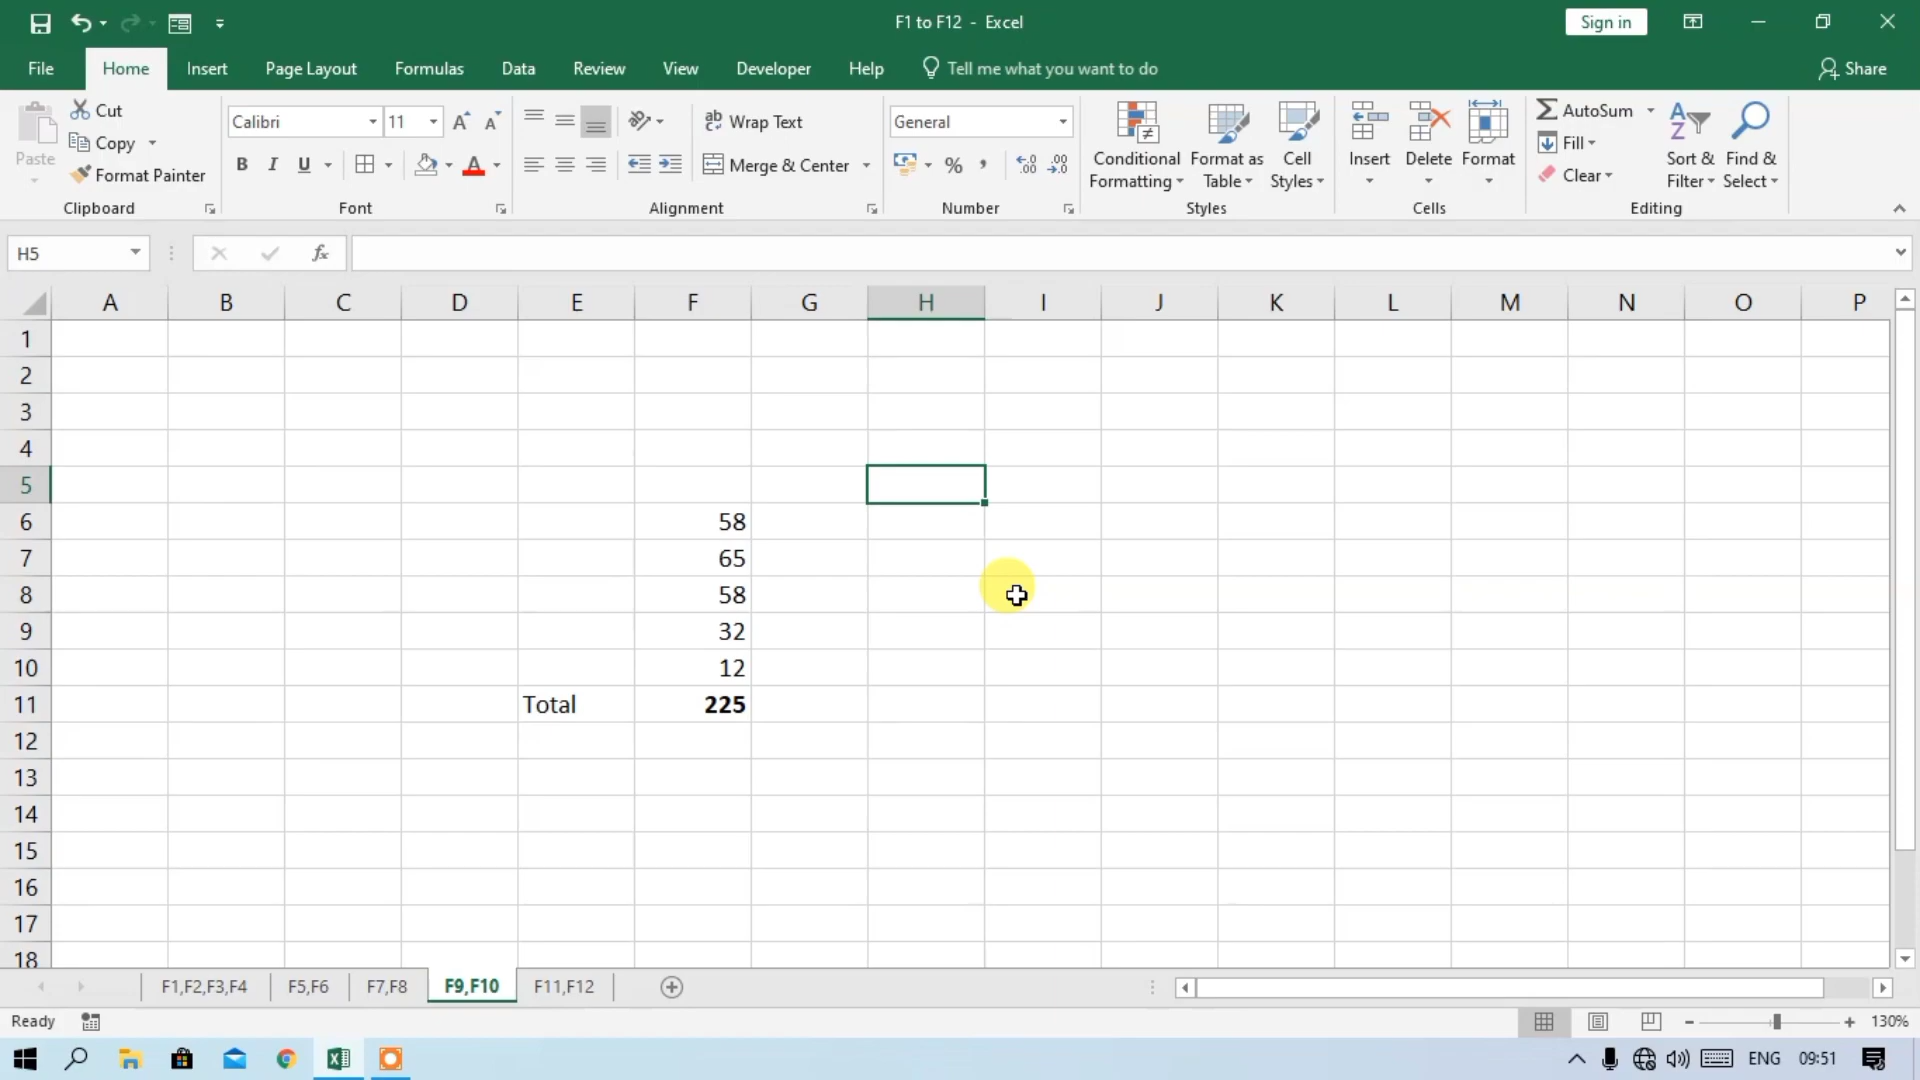 F1 to F12 - Excel
Sign in
File Home Insert Page Layout Formulas Data Review View Developer Help Tell me what you want to do Share
Paste
Cut
Copy
Format Painter
Clipboard
Calibri 11
B I U A
Font
ab Wrap Text
Merge & Center
Alignment
General
% , .00 .00
Number
Conditional Formatting
Format as Table
Cell Styles
Styles
Insert Delete Format
Cells
AutoSum
Fill
Clear
Sort & Filter
Find & Select
Editing
H5 fx
A B C D E F G H I J K L M N O P
1
2
3
4
5
6 58
7 65
8 58
9 32
10 12
11 Total 225
12
13
14
15
16
17
18
F1,F2,F3,F4 F5,F6 F7,F8 F9,F10 F11,F12
Ready 130%
ENG 09:51